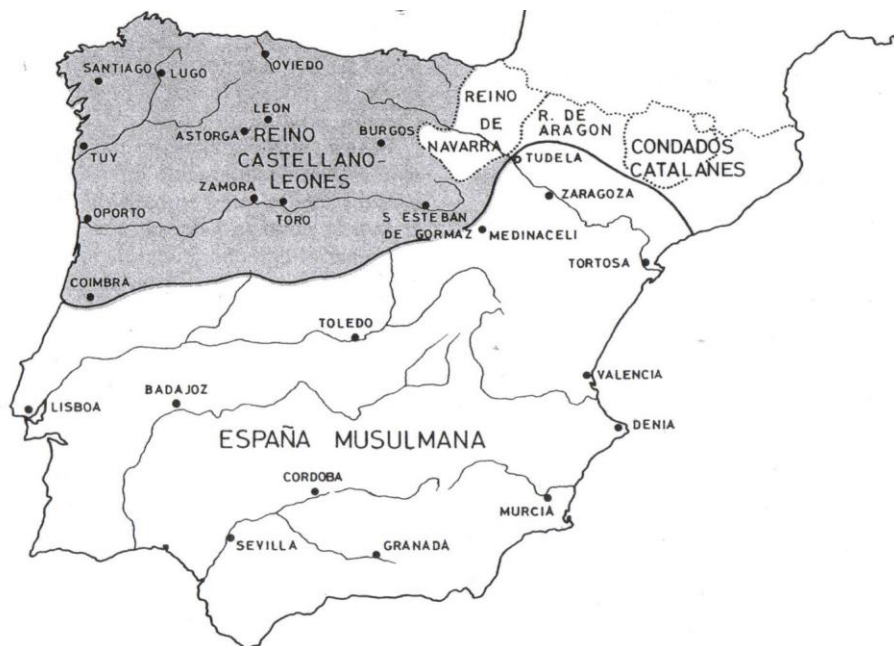 SANTIAGO
LUGO
OVIEDO
LEON
ASTORGA
REINO
CASTELLANO-
LEONES
BURGOS
TUY
ZAMORA
TORO
OPORTO
S. ESTEBAN
DE GORMAZ
COIMBRA
REINO
DE
NAVARRA
R. DE
ARAGON
CONDADOS
CATALANES
TUDELA
ZARAGOZA
MEDINACELI
TORTOSA
TOLEDO
VALENCIA
LISBOA
BADAJOZ
DENIA
ESPAÑA MUSULMANA
CORDOBA
MURCIA
SEVILLA
GRANADA